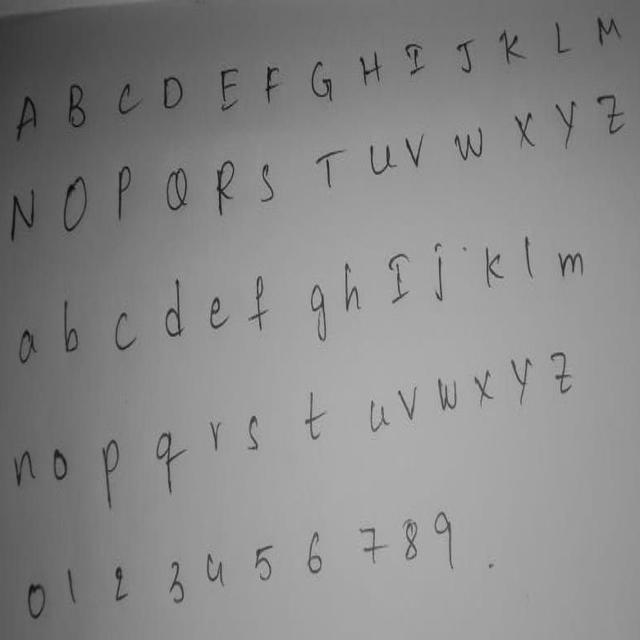 A B C D E F G H I J K L M
N O P Q R S T U V W X Y Z
a b c d e f g h I j k l m
n o p q r s t u v w x y z
0 1 2 3 4 5 6 7 8 9 .